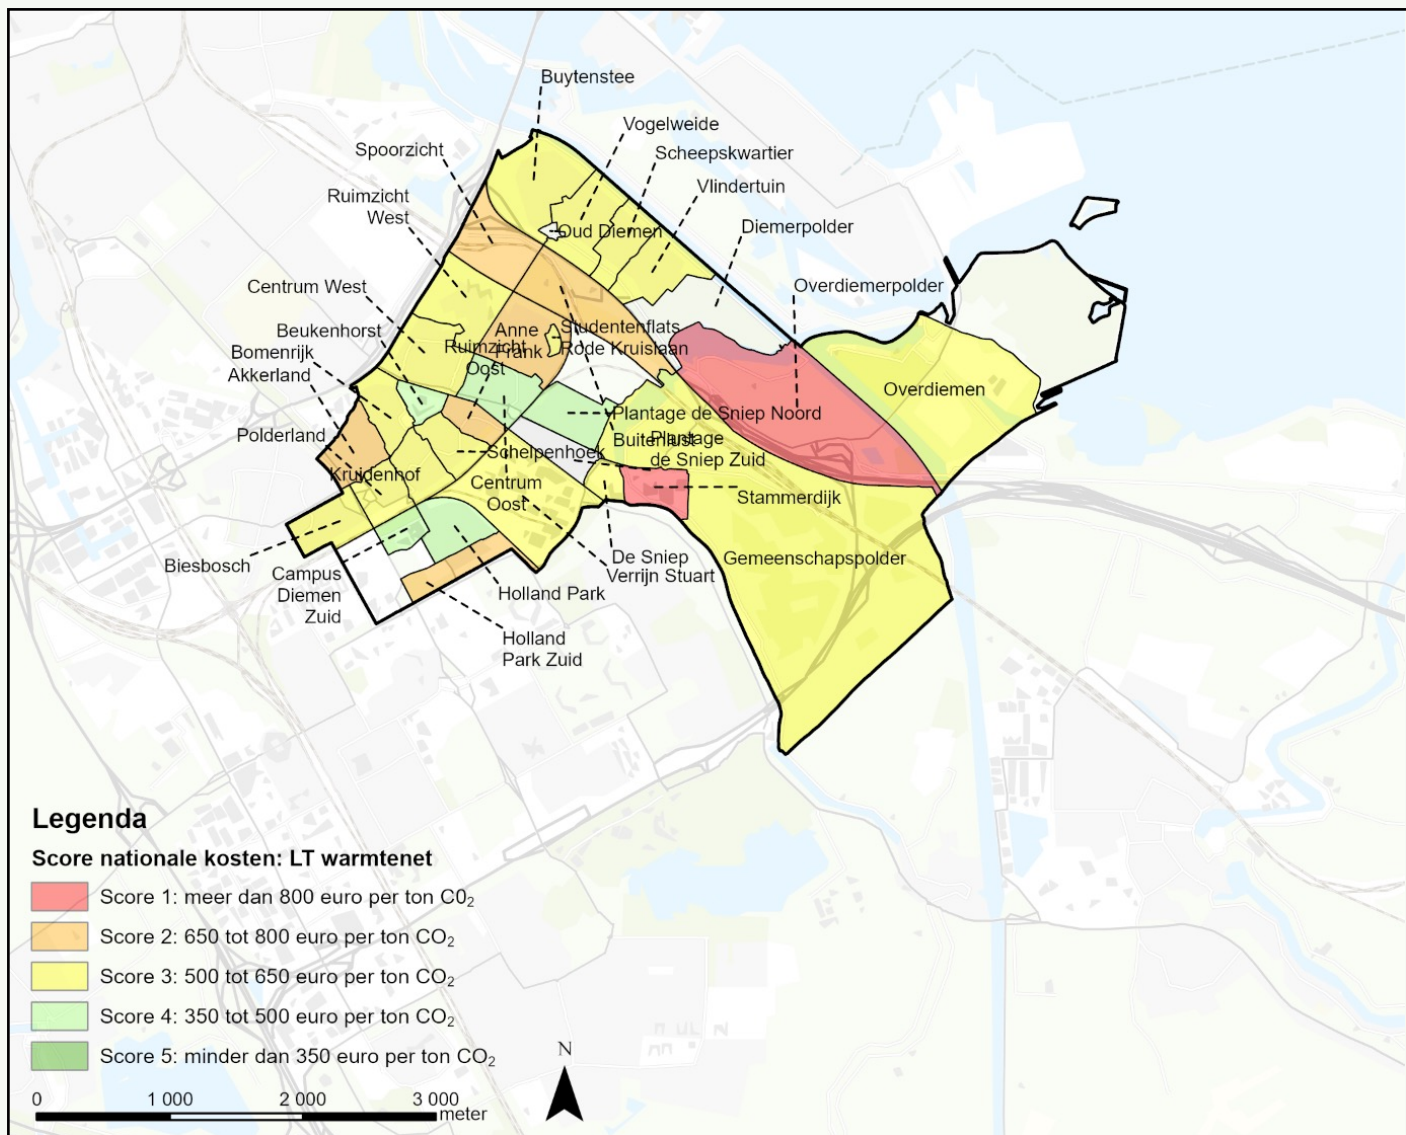 Buytenstee
Vogelweide
Spoorzicht
Scheepskwartier
Vlindertuin
Ruimzicht
West
Oud Diemen
Diemerpolder
Centrum West
Overdiemerpolder
Beukenhorst
Anne
Frank
Studentenflats
Rode Kruislaan
Bomenrijk
Ruimzicht
Oost
Akkerland
Overdiemen
Plantage de Sniep Noord
Polderland
Buitenlust
Plantage
de Sniep Zuid
Schelpenhoek
Kruidenhof
Centrum
Oost
Stammerdijk
Gemeenschapspolder
De Sniep
Biesbosch
Verrijn Stuart
Campus
Diemen
Zuid
Holland Park
Holland
Park Zuid
Legenda
Score nationale kosten: LT warmtenet
Score 1: meer dan 800 euro per ton C0₂
Score 2: 650 tot 800 euro per ton CO₂
Score 3: 500 tot 650 euro per ton CO₂
Score 4: 350 tot 500 euro per ton CO₂
Score 5: minder dan 350 euro per ton CO₂
N
0 1 000 2 000 3 000
meter